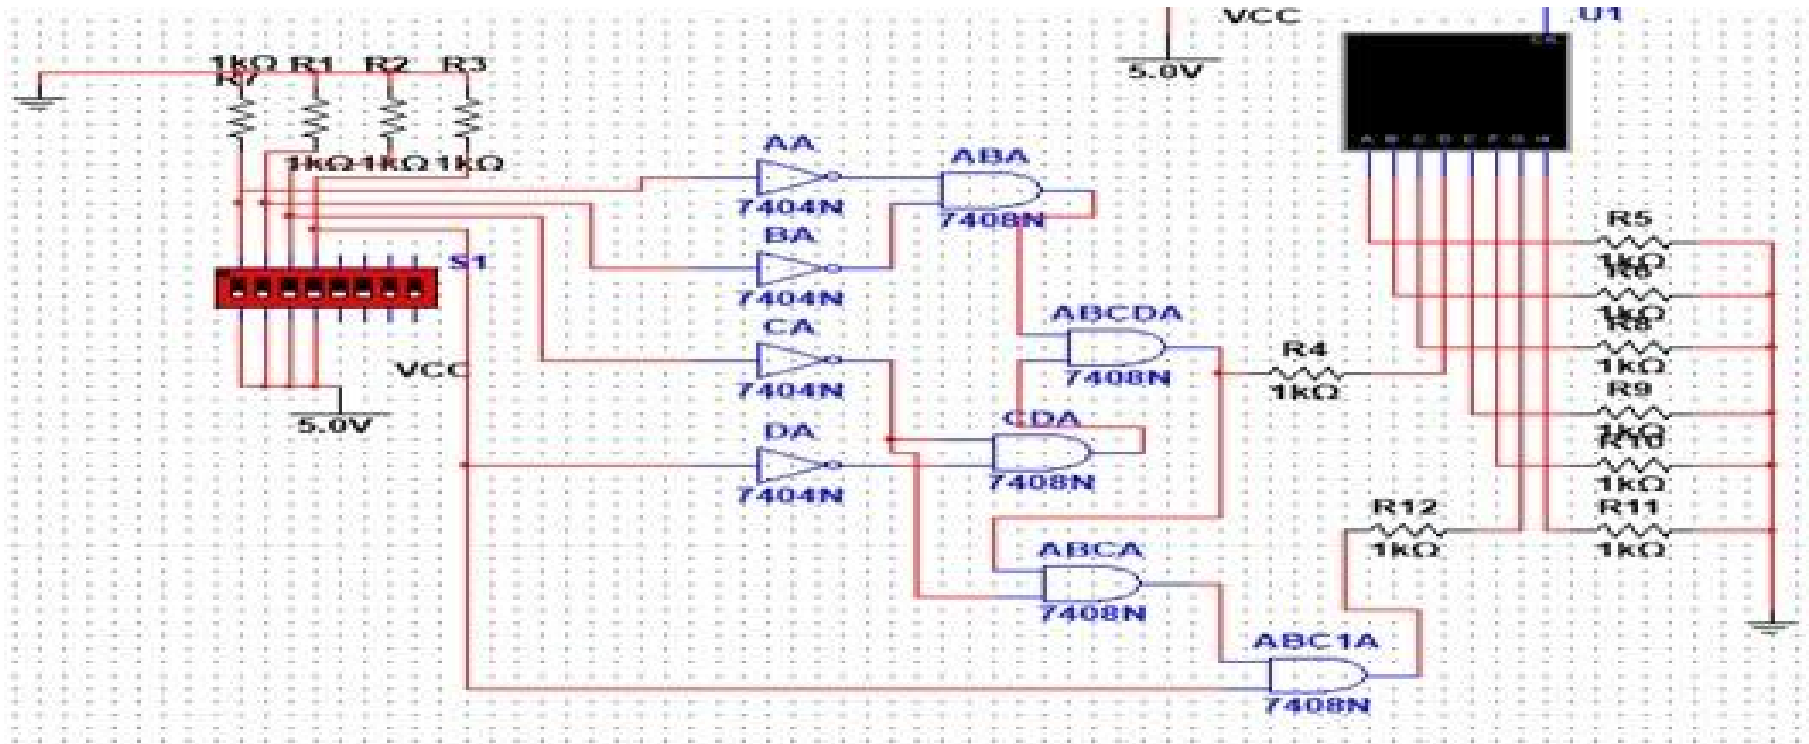 VCC
5.0V
U1
CA
A B C D E F G H
1kΩ R1 R2 R3
R7
1kΩ 1kΩ 1kΩ
S1
VCC
5.0V
AA
7404N
BA
7404N
CA
7404N
DA
7404N
ABA
7408N
ABCDA
7408N
CDA
7408N
ABCA
7408N
ABC1A
7408N
R4
1kΩ
R5
1kΩ
R6
1kΩ
R8
1kΩ
R9
1kΩ
R10
1kΩ
R12
1kΩ
R11
1kΩ